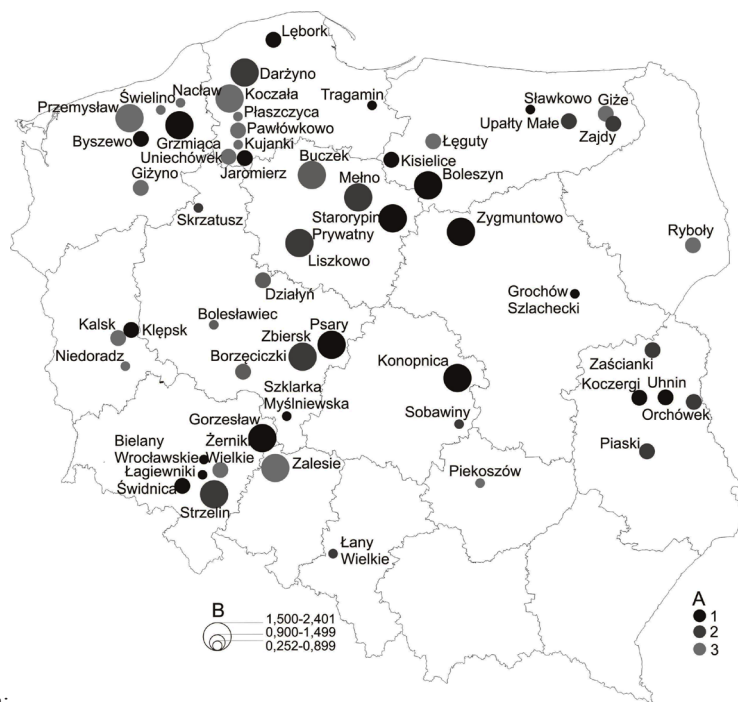 Lębork
Darżyno
Nacław
Świelino
Koczała
Przemysław
Płaszczyca
Pawłówkowo
Byszewo
Grzmiąca
Kujanki
Uniechówek
Giżyno
Jaromierz
Skrzatusz
Tragamin
Sławkowo
Giże
Upałty Małe
Zajdy
Łęguty
Kisielice
Boleszyn
Buczek
Mełno
Starorypin
Prywatny
Liszkowo
Zygmuntowo
Ryboły
Działyń
Grochów
Szlachecki
Bolesławiec
Kalsk
Klępsk
Psary
Zbiersk
Niedoradz
Borzęciczki
Konopnica
Zaścianki
Koczergi
Uhnin
Orchówek
Szklarka
Myślniewska
Sobawiny
Gorzesław
Bielany
Wrocławskie
Żerniki
Wielkie
Łagiewniki
Świdnica
Strzelin
Zalesie
Piaski
Piekoszów
Łany
Wielkie
B
1,500-2,401
0,900-1,499
0,252-0,899
A
1
2
3